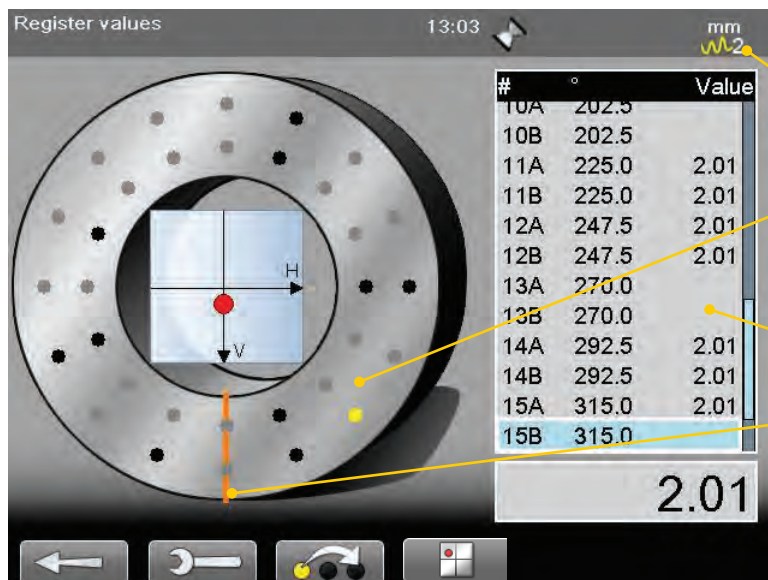 Register values 13:03 mm
2
# ° Value
10A 202.5
10B 202.5
11A 225.0 2.01
11B 225.0 2.01
12A 247.5 2.01
12B 247.5 2.01
13A 270.0
13B 270.0
14A 292.5 2.01
14B 292.5 2.01
15A 315.0 2.01
15B 315.0
H
V
2.01